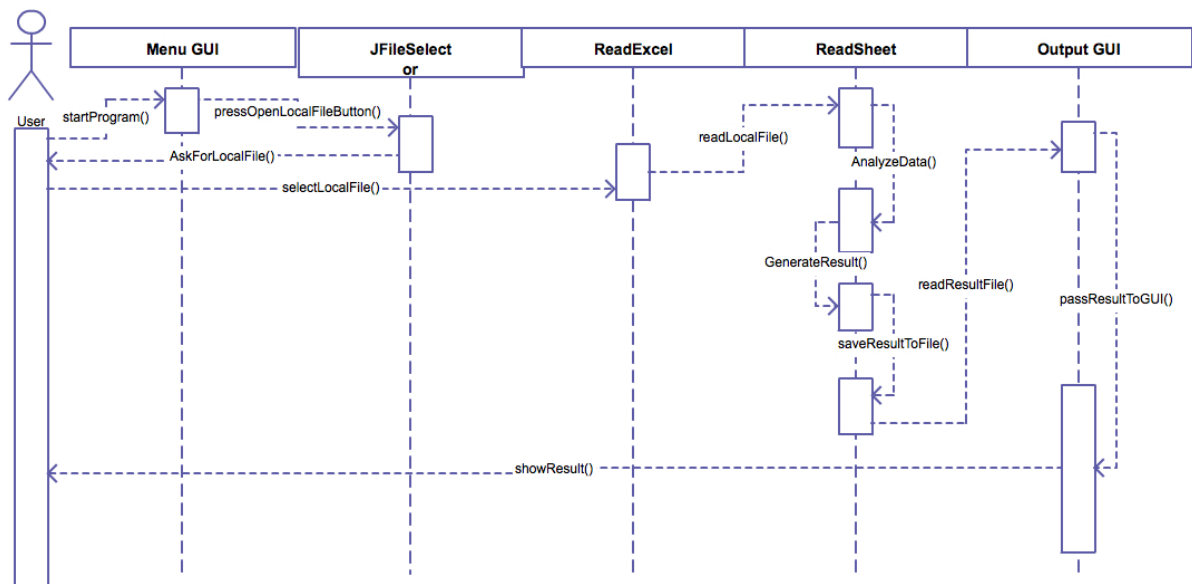 Menu GUI
JFileSelect
or
ReadExcel
ReadSheet
Output GUI
User
startProgram()
pressOpenLocalFileButton()
readLocalFile()
AskForLocalFile()
AnalyzeData()
selectLocalFile()
GenerateResult()
readResultFile()
passResultToGUI()
saveResultToFile()
showResult()